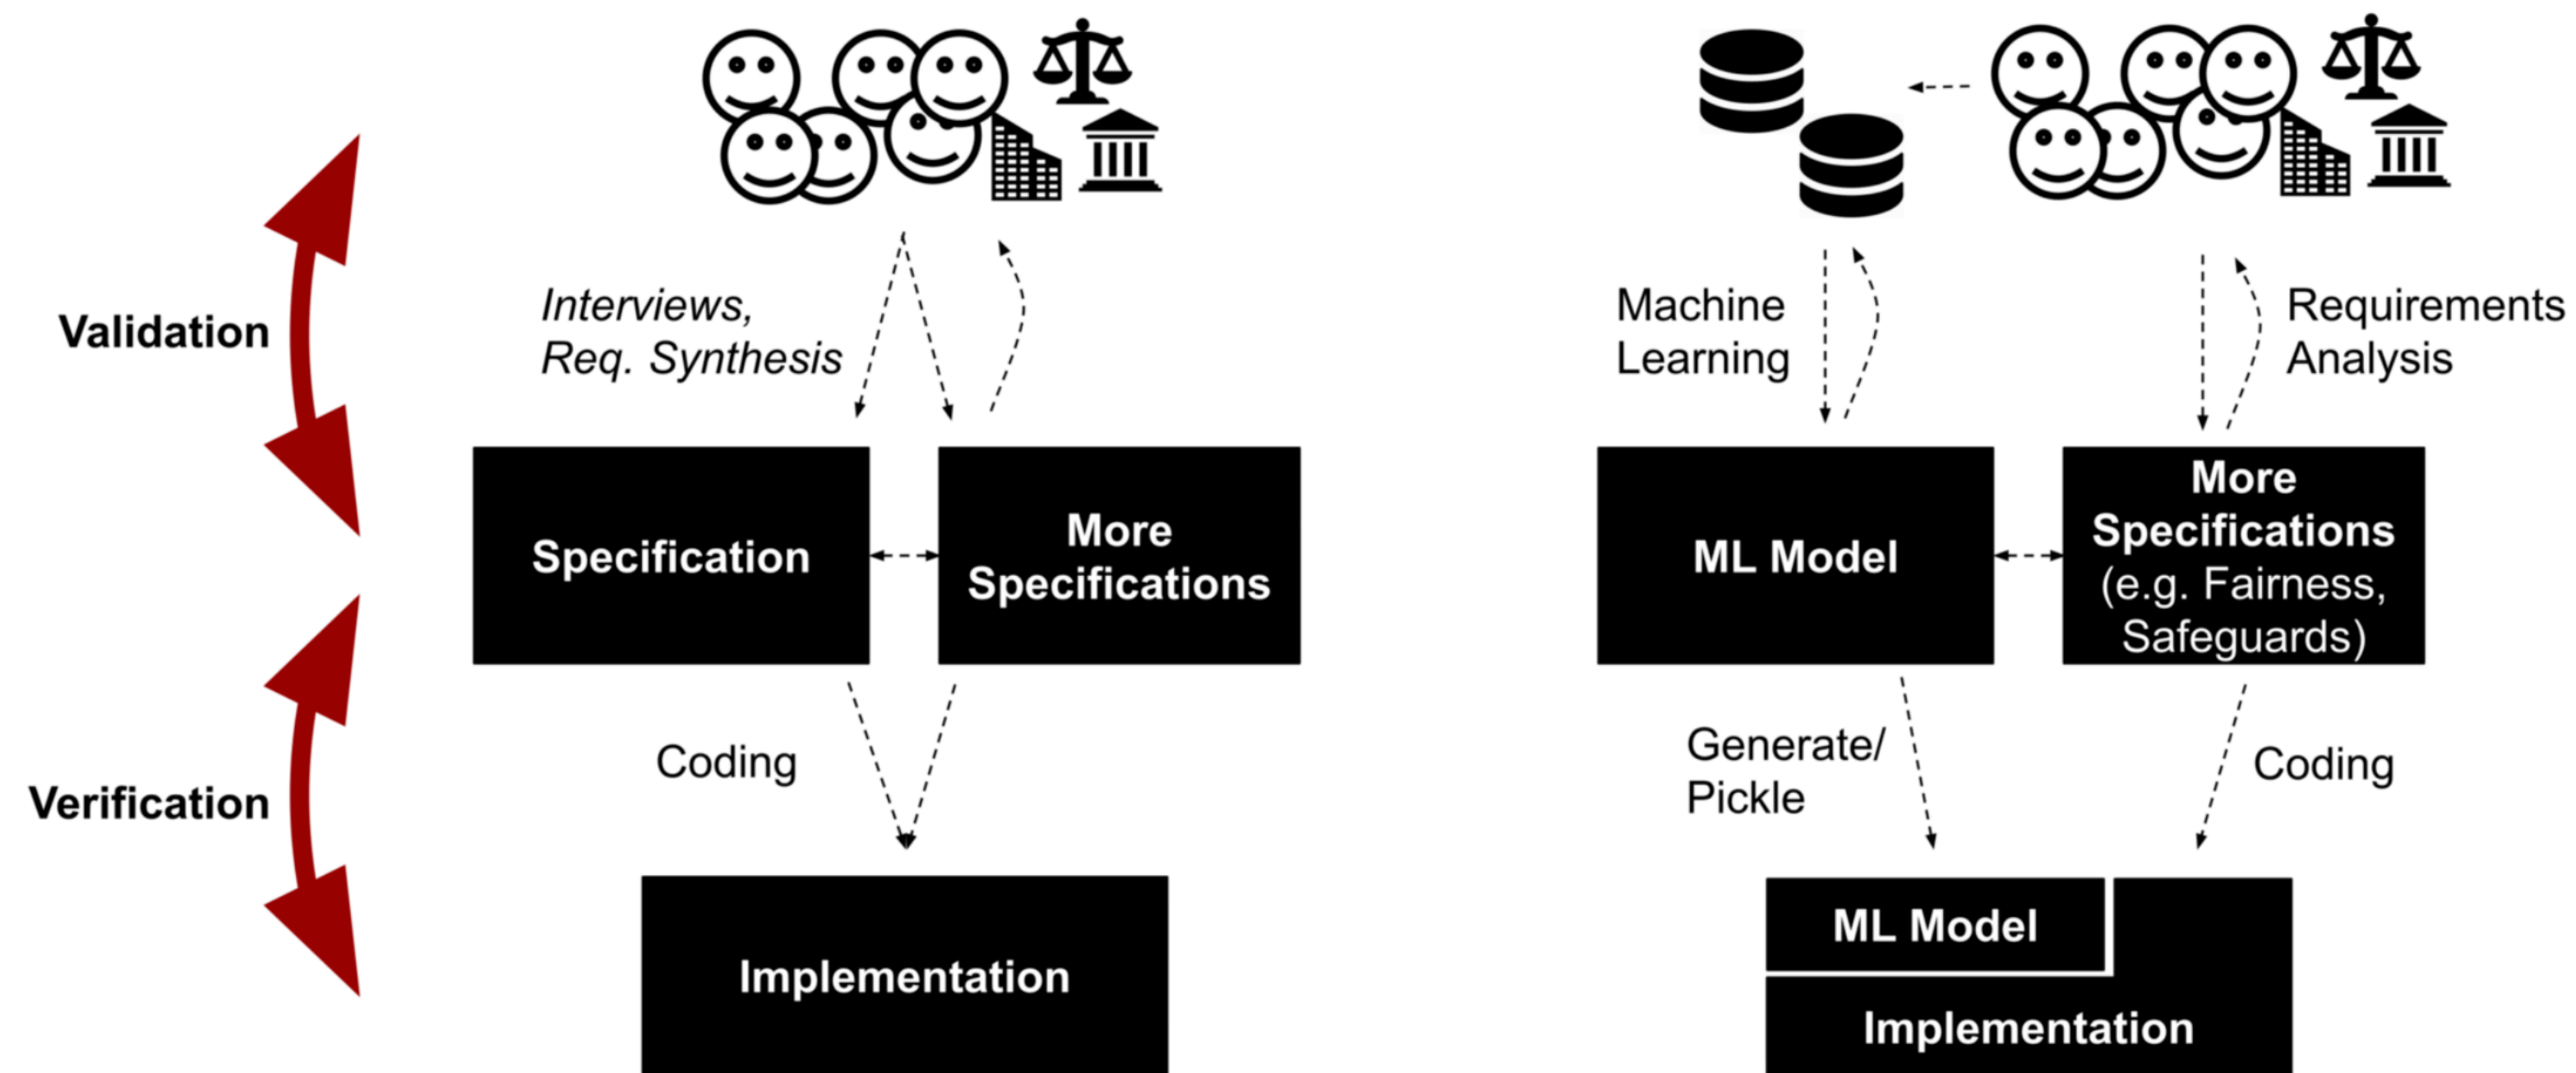 Validation
Interviews,
Req. Synthesis
Specification
More
Specifications
Verification
Coding
Implementation
Machine
Learning
Requirements
Analysis
ML Model
More
Specifications
(e.g. Fairness,
Safeguards)
Generate/
Pickle
Coding
ML Model
Implementation